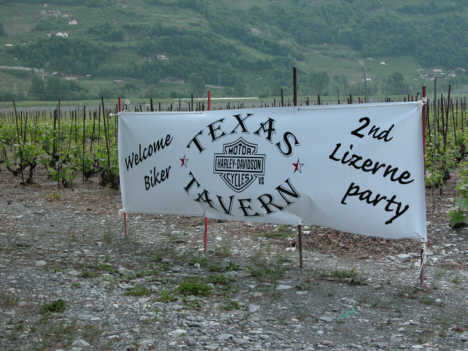 Welcome
Biker
TEXAS
MOTOR
HARLEY-DAVIDSON
CYCLES
TAVERN
2nd
Lizerne
party